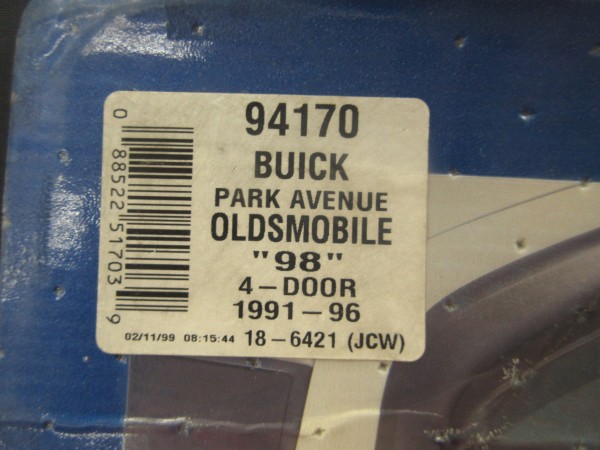 94170
BUICK
PARK AVENUE
OLDSMOBILE
"98"
4-DOOR
1991-96
02/11/99 08:15:44 18-6421 (JCW)
0 88522 51703 9